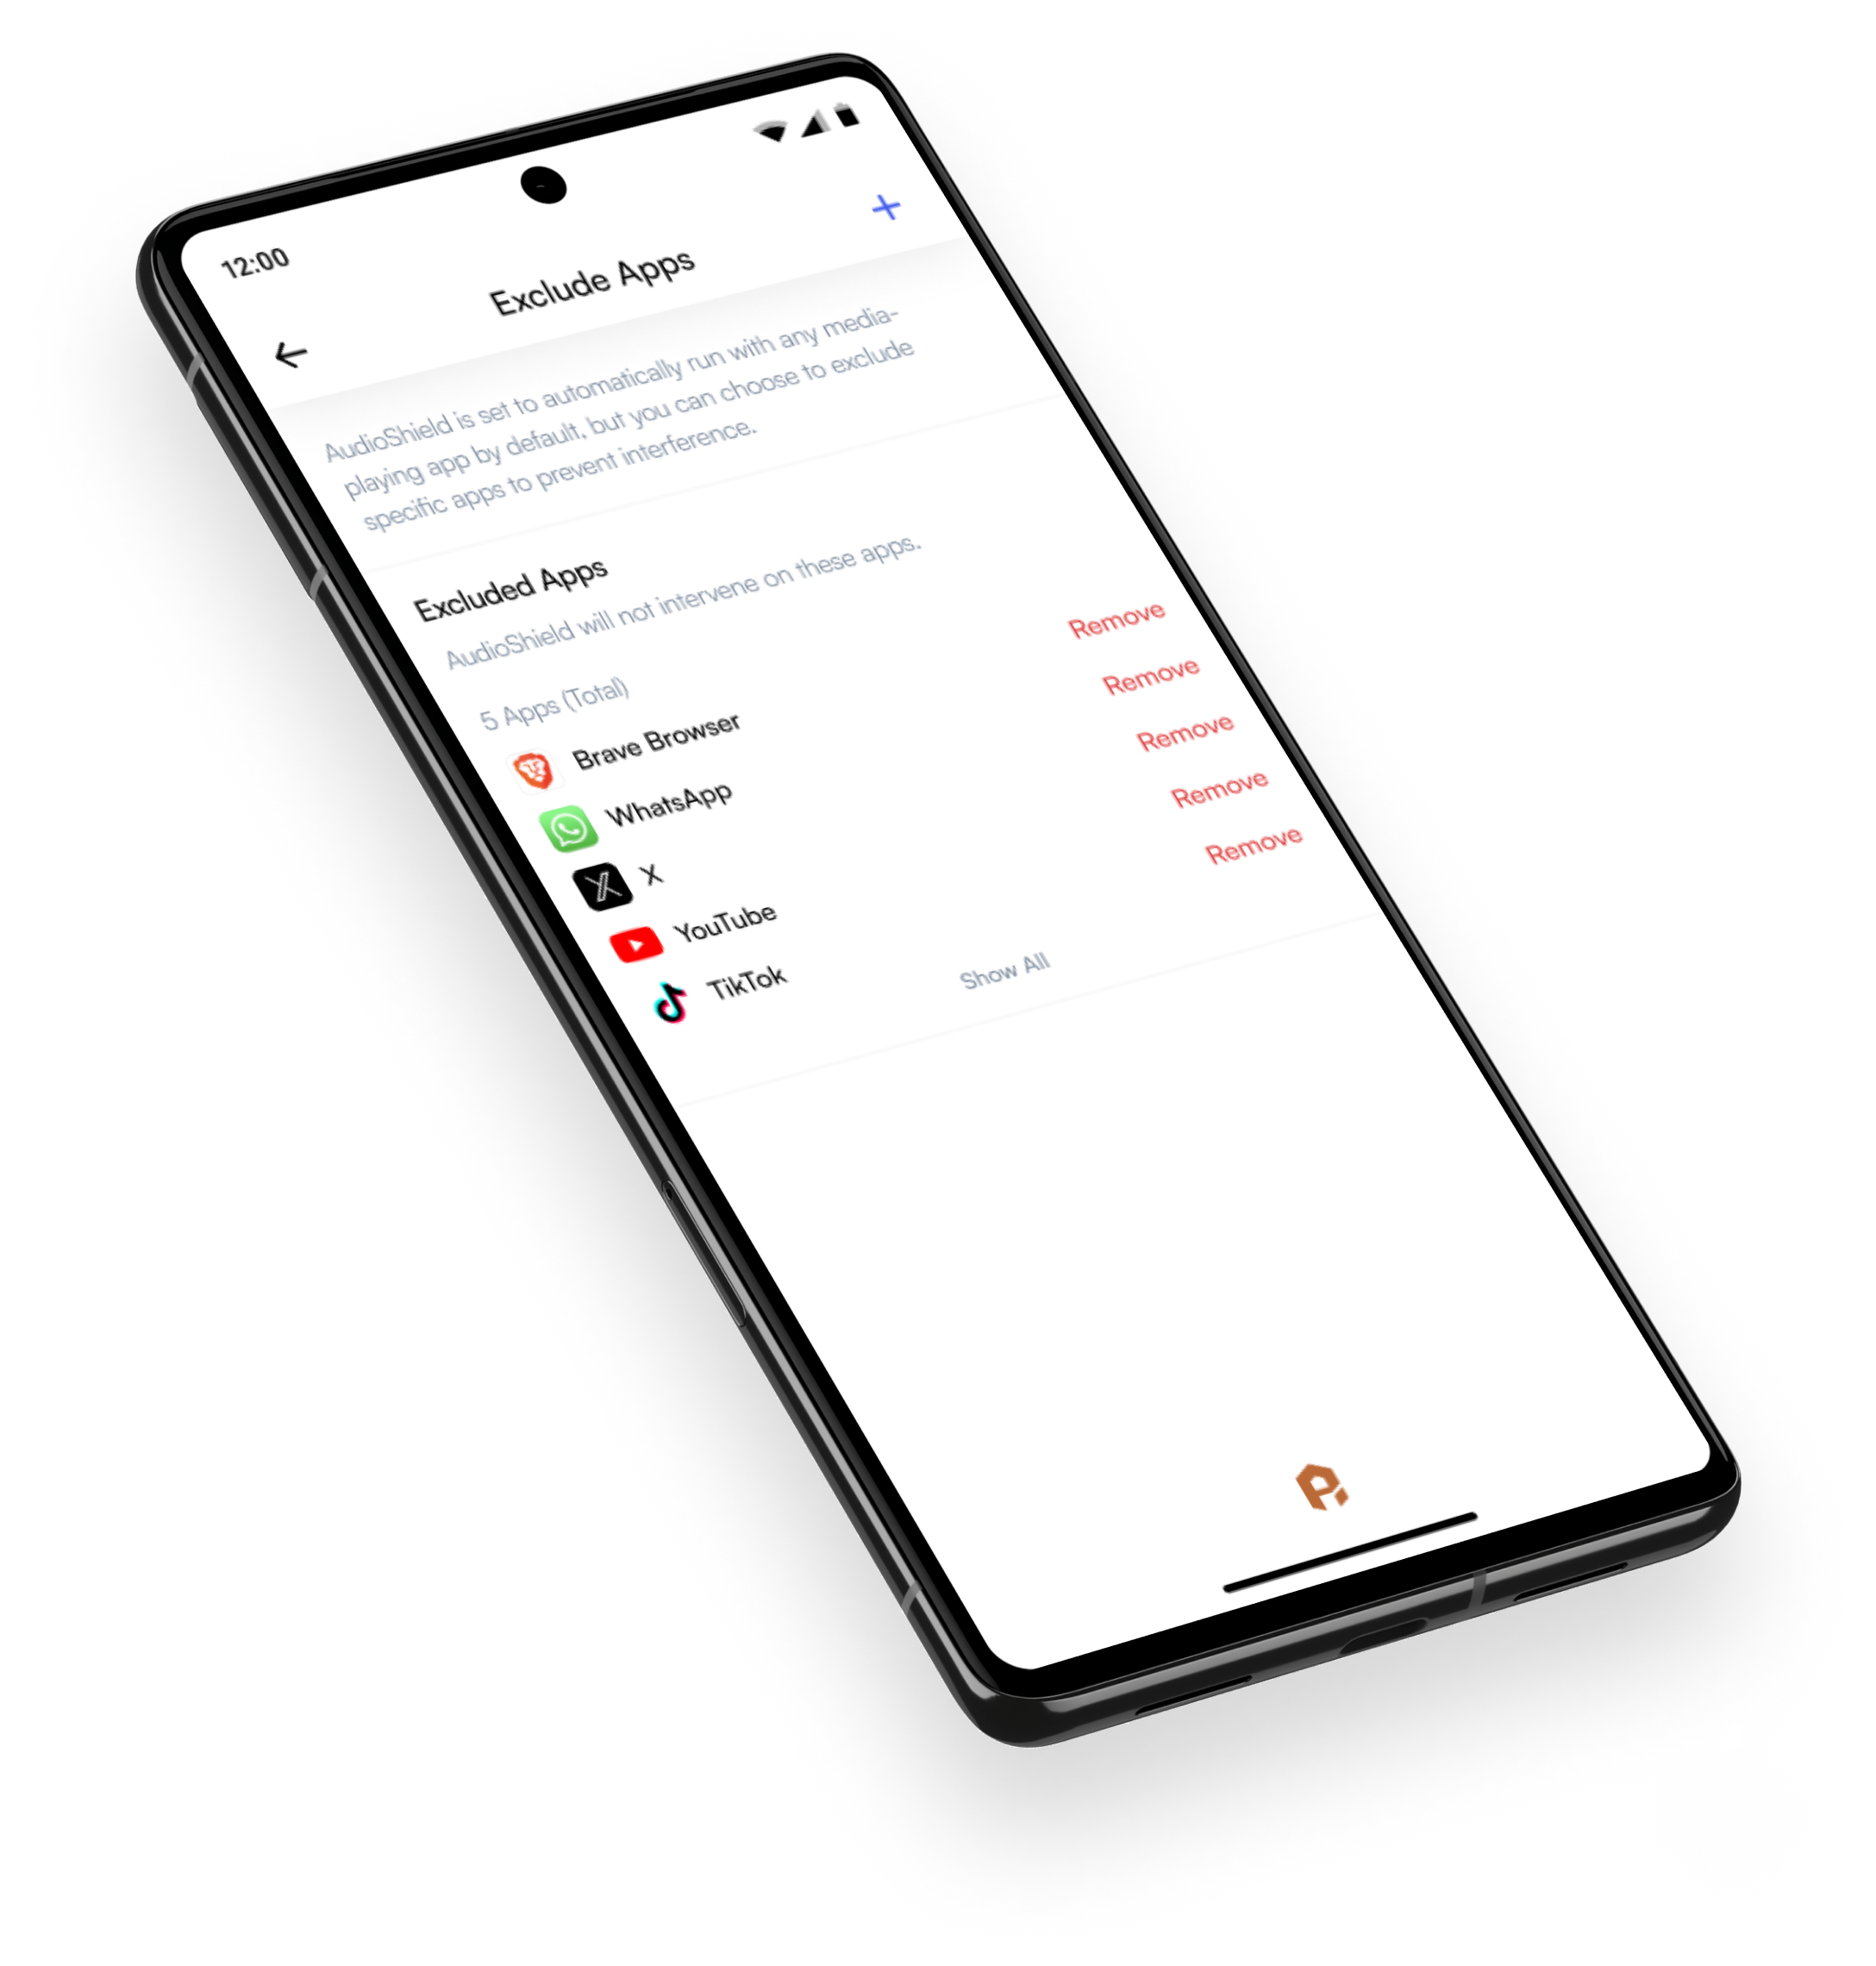 12:00
Exclude Apps
AudioShield is set to automatically run with any media-
playing app by default, but you can choose to exclude
specific apps to prevent interference.
Excluded Apps
AudioShield will not intervene on these apps.
5 Apps (Total)
Brave Browser Remove
WhatsApp Remove
X Remove
YouTube Remove
TikTok Remove
Show All